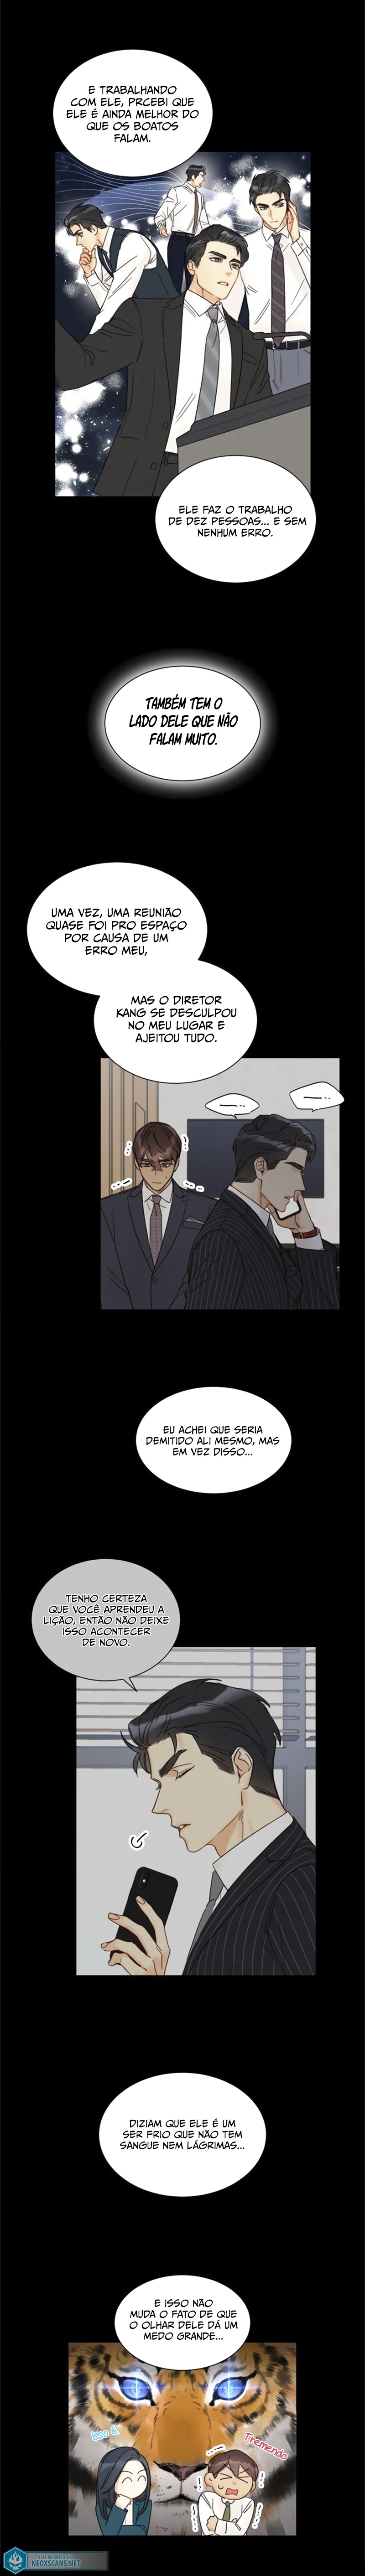 E TRABALHANDO
COM ELE, PRCEBI QUE
ELE É AINDA MELHOR DO
QUE OS BOATOS
FALAM.
ELE FAZ O TRABALHO
DE DEZ PESSOAS... E SEM
NENHUM ERRO.
TAMBÉM TEM O
LADO DELE QUE NÃO
FALAM MUITO.
UMA VEZ, UMA REUNIÃO
QUASE FOI PRO ESPAÇO
POR CAUSA DE UM
ERRO MEU,
MAS O DIRETOR
KANG SE DESCULPOU
NO MEU LUGAR E
AJEITOU TUDO.
EU ACHEI QUE SERIA
DEMITIDO ALI MESMO, MAS
EM VEZ DISSO...
TENHO CERTEZA
QUE VOCÊ APRENDEU A
LIÇÃO, ENTÃO NÃO DEIXE
ISSO ACONTECER
DE NOVO.
DIZIAM QUE ELE É UM
SER FRIO QUE NÃO TEM
SANGUE NEM LÁGRIMAS...
E ISSO NÃO
MUDA O FATO DE QUE
O OLHAR DELE DÁ UM
MEDO GRANDE...
Isso é.
Tremendo
NEOXSCANS.NET